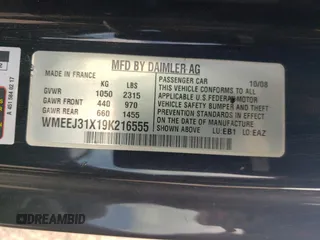 MFD BY DAIMLER AG
MADE IN FRANCE
PASSENGER CAR
10/08
KG LBS
GVWR 1050 2315
GAWR FRONT 440 970
GAWR REAR 660 1455
WMEEJ31X19K216555
THIS VEHICLE
CONFORMS TO ALL
APPLICABLE U.S. FEDERAL MOTOR
VEHICLE SAFETY BUMPER AND THEFT
PREVENTION STANDARDS
IN EFFECT ON THE
DATE OF MANUFACTURE
LU: EB1 LO: EAZ
DREAMBID